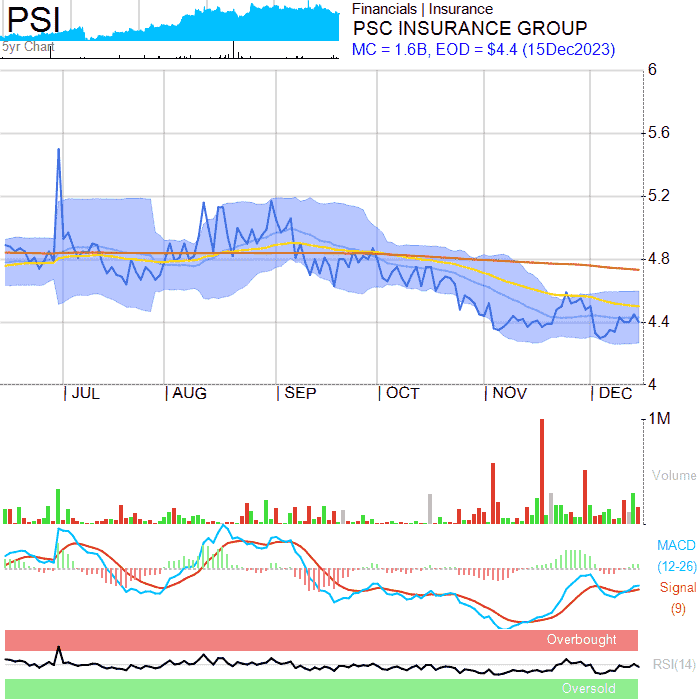 PSI
5yr Chart
Financials | Insurance
PSC INSURANCE GROUP
MC = 1.6B, EOD = $4.4 (15Dec2023)
6
5.6
5.2
4.8
4.4
4
JUL AUG SEP OCT NOV DEC
1M
Volume
MACD
(12-26)
Signal
(9)
Overbought
RSI(14)
Oversold